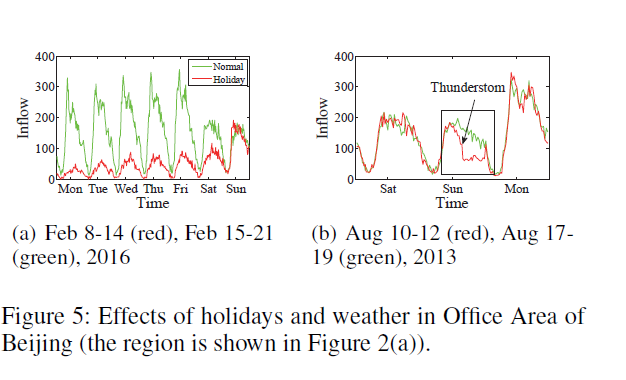 400
300
200
100
0
Inflow
Normal
Holiday
Mon Tue Wed Thu Fri Sat Sun
Time
400
300
200
100
0
Inflow
Thunderstom
Sat Sun Mon
Time
(a) Feb 8-14 (red), Feb 15-21
(green), 2016
(b) Aug 10-12 (red), Aug 17-
19 (green), 2013
Figure 5: Effects of holidays and weather in Office Area of
Beijing (the region is shown in Figure 2(a)).